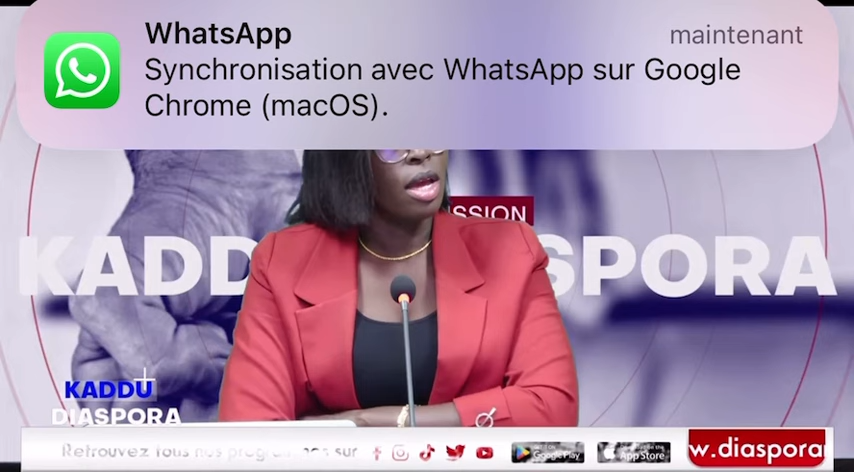 WhatsApp
maintenant
Synchronisation avec WhatsApp sur Google
Chrome (macOS).
SSION
KADD SPORA
KADDU
DIASPORA
Retrouvez tous nos programmes sur
Google Play
App Store
w.diaspora